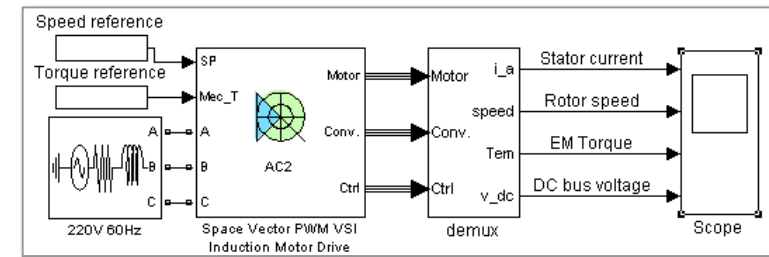 Speed reference
Torque reference
A
B
C
220V 60Hz
SP
Mec_T
A
B
C
AC2
Motor
Conv.
Ctrl
Space Vector PWM VSI
Induction Motor Drive
Motor
Conv.
Ctrl
i_a
speed
Tem
v_dc
demux
Stator current
Rotor speed
EM Torque
DC bus voltage
Scope